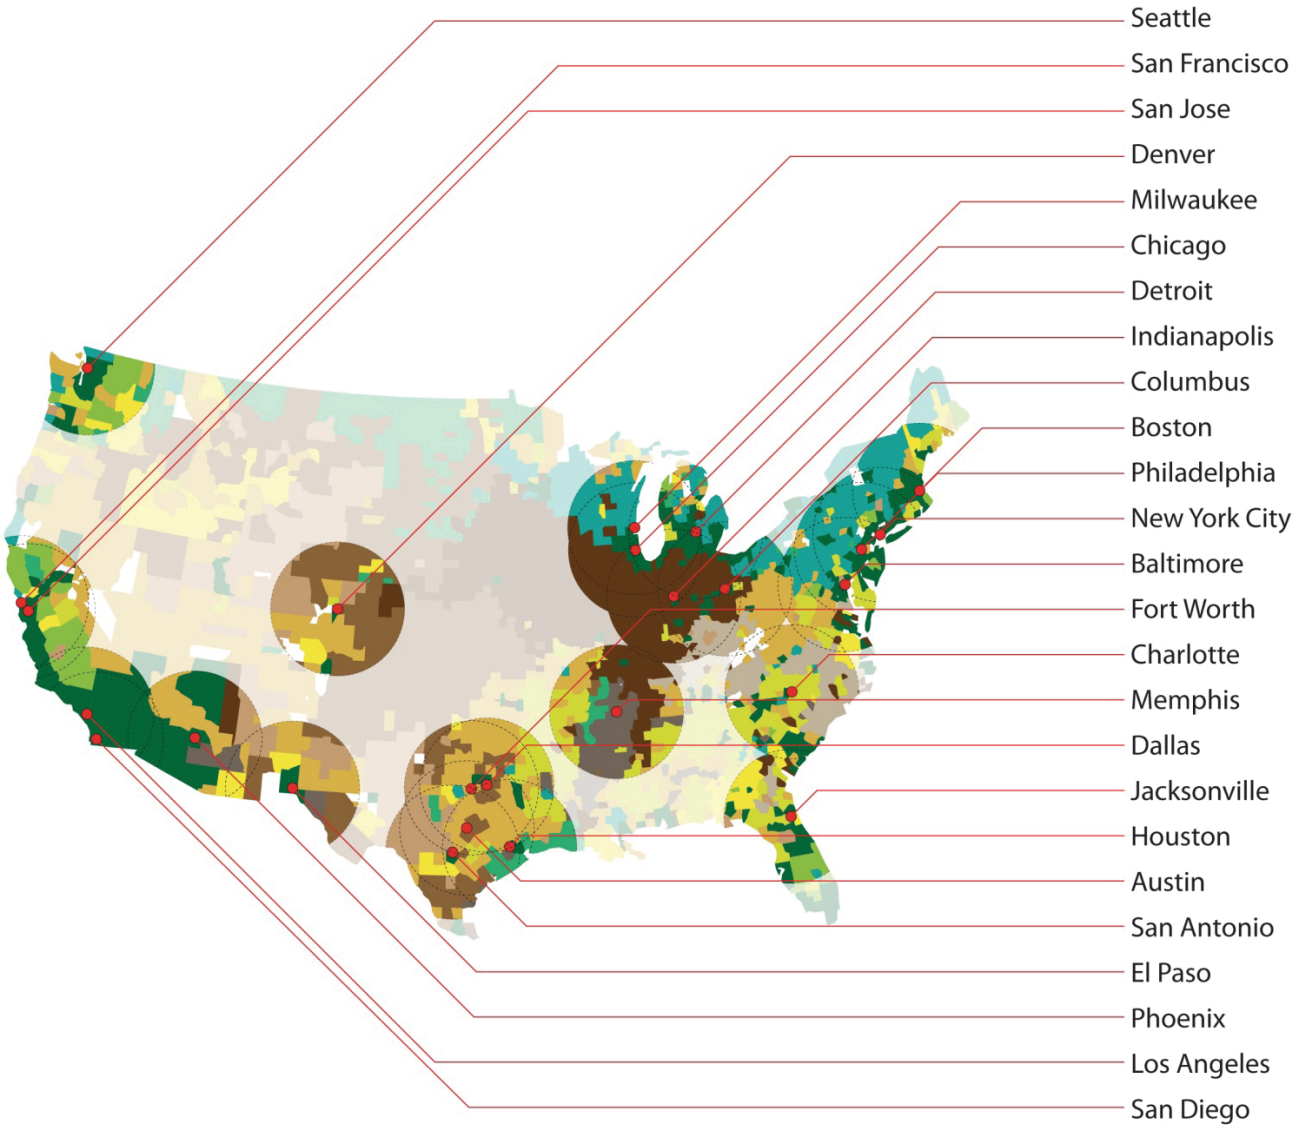 Seattle
San Francisco
San Jose
Denver
Milwaukee
Chicago
Detroit
Indianapolis
Columbus
Boston
Philadelphia
New York City
Baltimore
Fort Worth
Charlotte
Memphis
Dallas
Jacksonville
Houston
Austin
San Antonio
El Paso
Phoenix
Los Angeles
San Diego